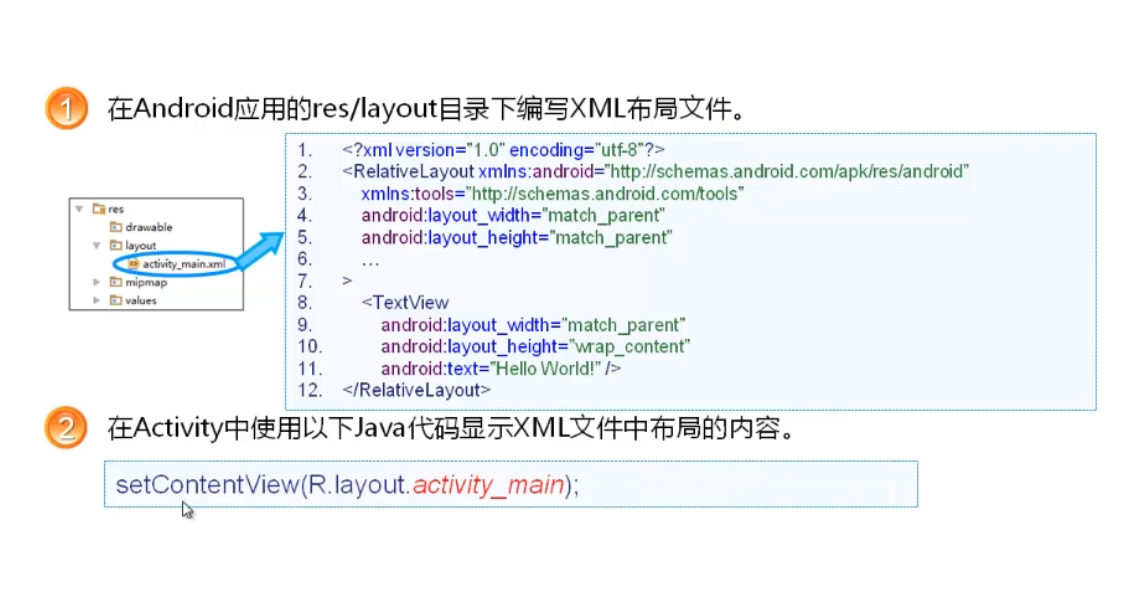 1 在Android应用的res/layout目录下编写XML布局文件。
res
drawable
layout
activity_main.xml
mipmap
values
1. <?xml version="1.0" encoding="utf-8"?>
2. <RelativeLayout xmlns:android="http://schemas.android.com/apk/res/android"
3. xmlns:tools="http://schemas.android.com/tools"
4. android:layout_width="match_parent"
5. android:layout_height="match_parent"
6. ...
7. >
8. <TextView
9. android:layout_width="match_parent"
10. android:layout_height="wrap_content"
11. android:text="Hello World!" />
12. </RelativeLayout>
2 在Activity中使用以下Java代码显示XML文件中布局的内容。
setContentView(R.layout.activity_main);